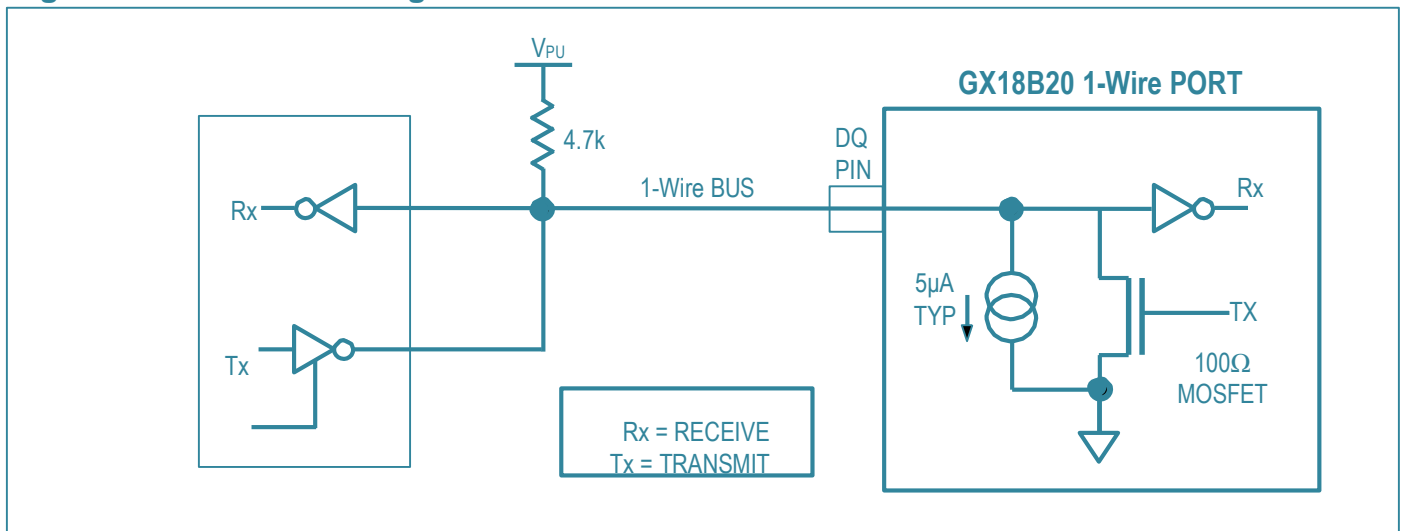 V_PU
4.7k
GX18B20 1-Wire PORT
DQ
PIN
1-Wire BUS
Rx
Rx
5µA
TYP
TX
Tx
100Ω
MOSFET
Rx = RECEIVE
Tx = TRANSMIT